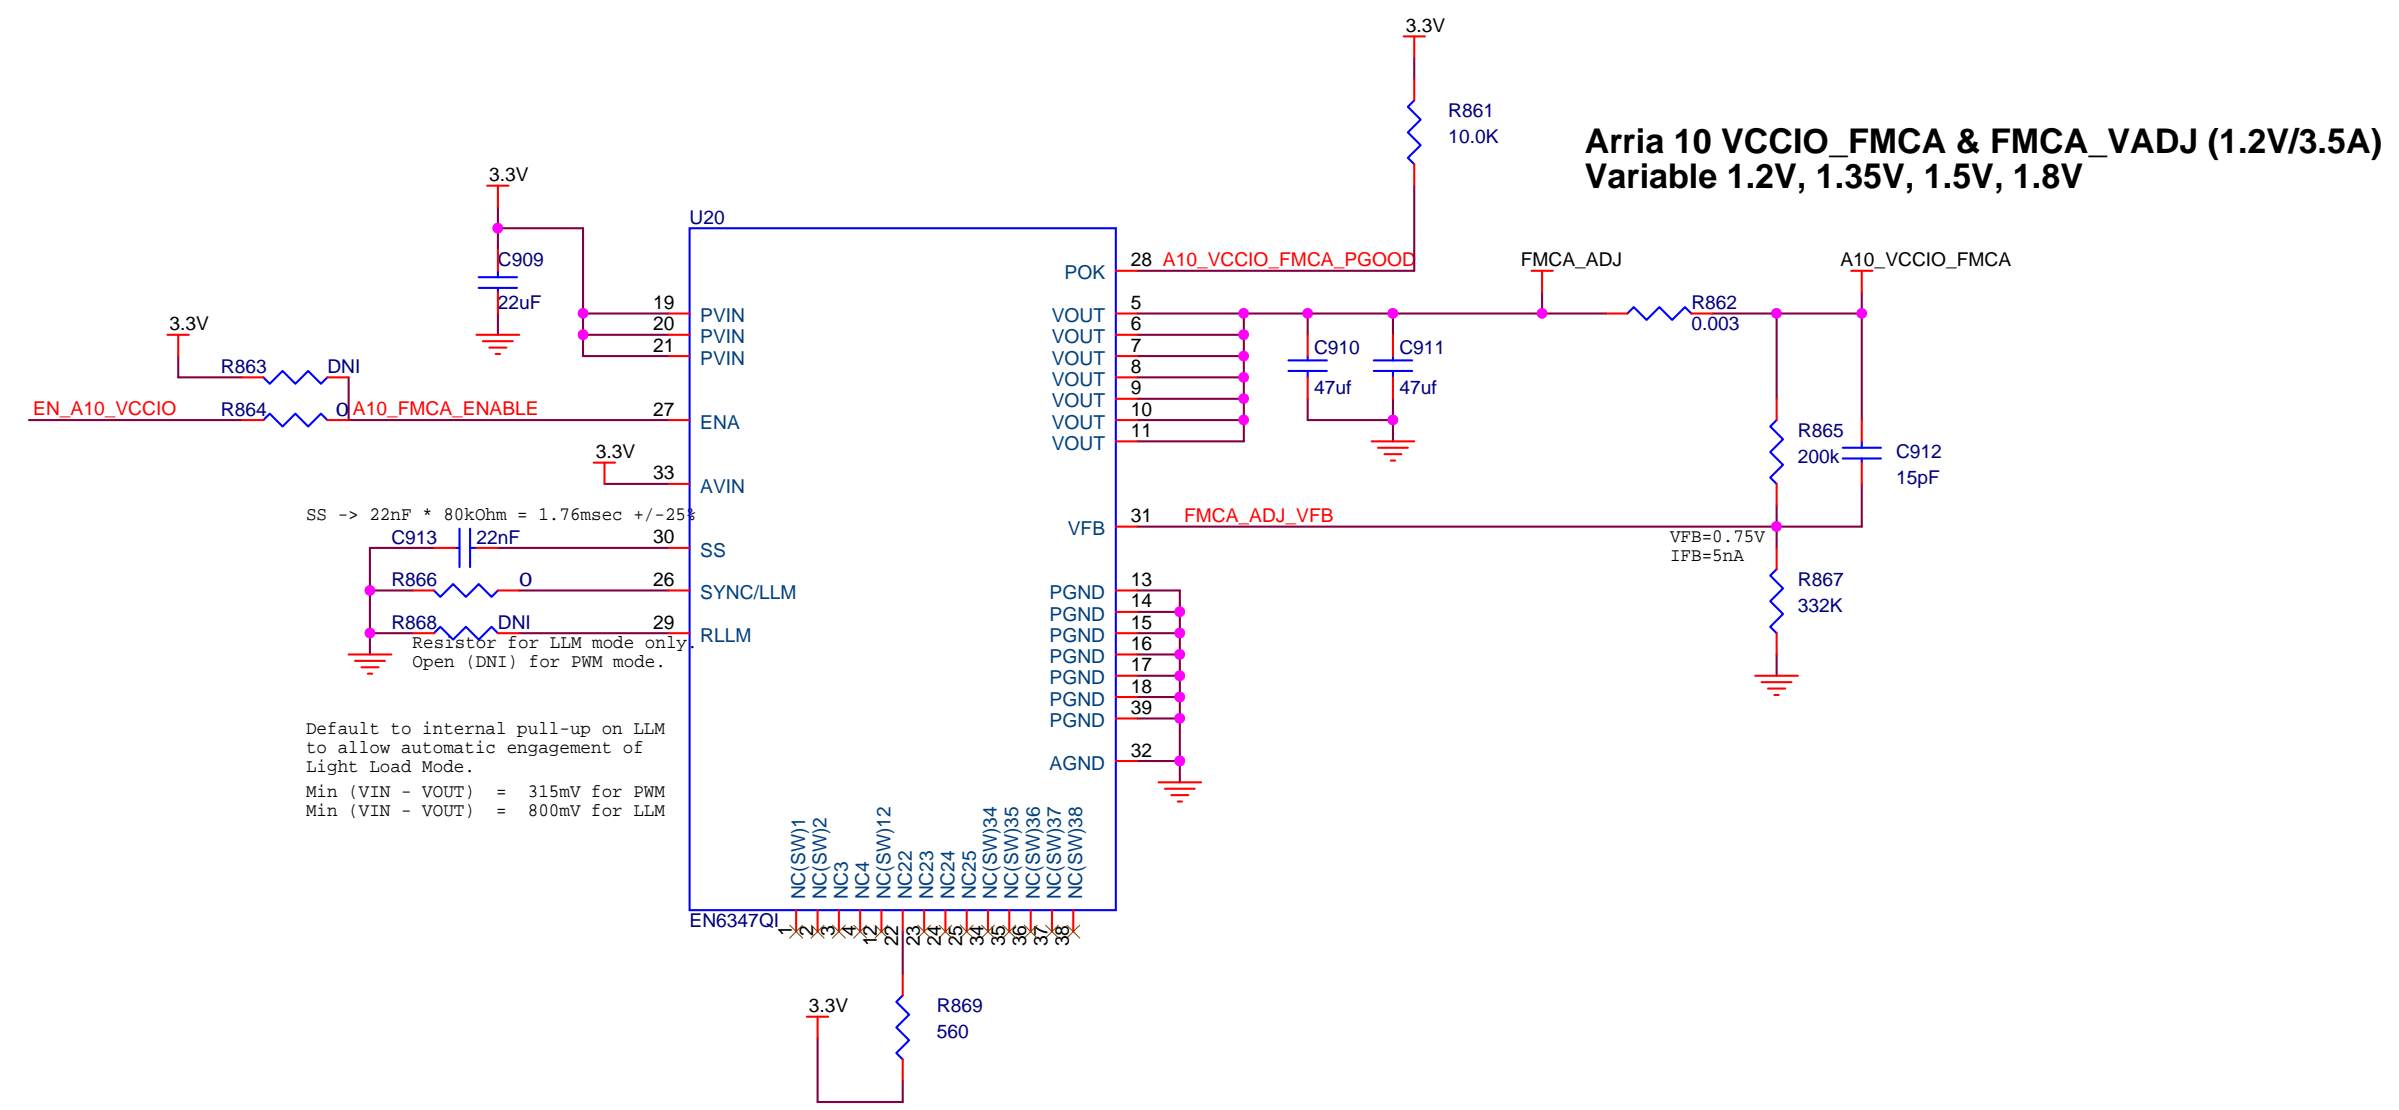 3.3V
R861
10.0K
Arria 10 VCCIO_FMCA & FMCA_VADJ (1.2V/3.5A)
Variable 1.2V, 1.35V, 1.5V, 1.8V
3.3V
C909
22uF
U20
EN6347QI
3.3V
R863
DNI
EN_A10_VCCIO
R864
0
A10_FMCA_ENABLE
3.3V
SS -> 22nF * 80kOhm = 1.76msec +/-25%
C913
22nF
R866
0
R868
DNI
Resistor for LLM mode only.
Open (DNI) for PWM mode.
Default to internal pull-up on LLM
to allow automatic engagement of
Light Load Mode.
Min (VIN - VOUT) = 315mV for PWM
Min (VIN - VOUT) = 800mV for LLM
19 PVIN
20 PVIN
21 PVIN
27 ENA
33 AVIN
30 SS
26 SYNC/LLM
29 RLLM
POK 28 A10_VCCIO_FMCA_PGOOD
VOUT 5
VOUT 6
VOUT 7
VOUT 8
VOUT 9
VOUT 10
VOUT 11
VFB 31 FMCA_ADJ_VFB
PGND 13
PGND 14
PGND 15
PGND 16
PGND 17
PGND 18
PGND 39
AGND 32
NC(SW)1
NC(SW)2
NC3
NC4
NC(SW)12
NC22
NC23
NC24
NC25
NC(SW)34
NC(SW)35
NC(SW)36
NC(SW)37
NC(SW)38
1
2
3
4
12
22
23
24
25
34
35
36
37
38
FMCA_ADJ
A10_VCCIO_FMCA
R862
0.003
C910
47uf
C911
47uf
R865
200k
C912
15pF
VFB=0.75V
IFB=5nA
R867
332K
3.3V
R869
560